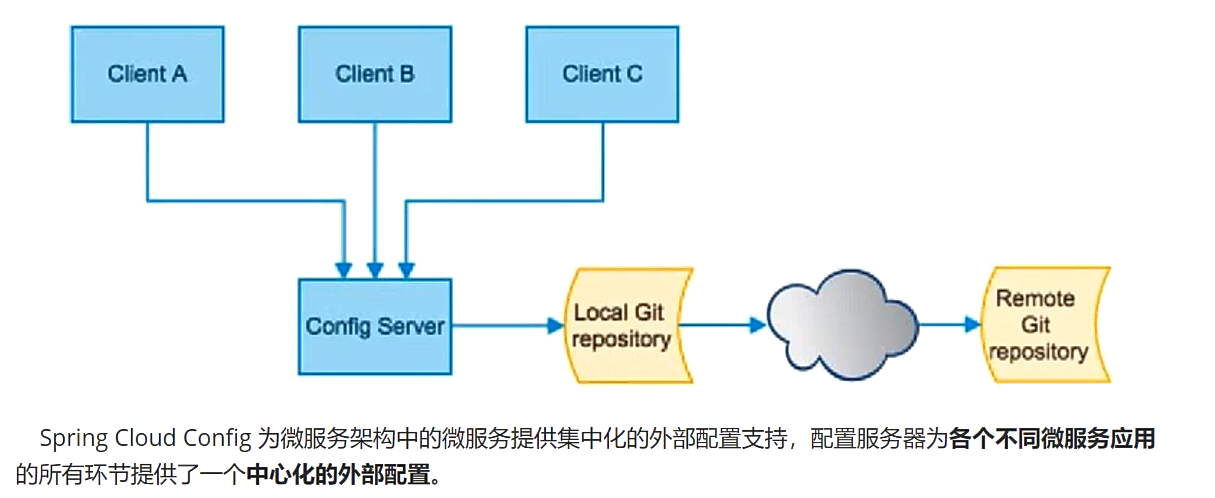 Client A
Client B
Client C
Config Server
Local Git
repository
Remote
Git
repository
Spring Cloud Config 为微服务架构中的微服务提供集中化的外部配置支持，配置服务器为各个不同微服务应用
的所有环节提供了一个中心化的外部配置。